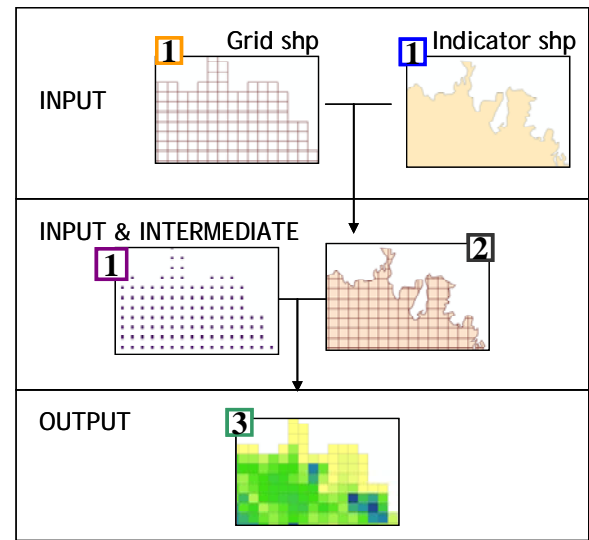 Grid shp
Indicator shp
1
1
INPUT
INPUT & INTERMEDIATE
1
2
OUTPUT
3